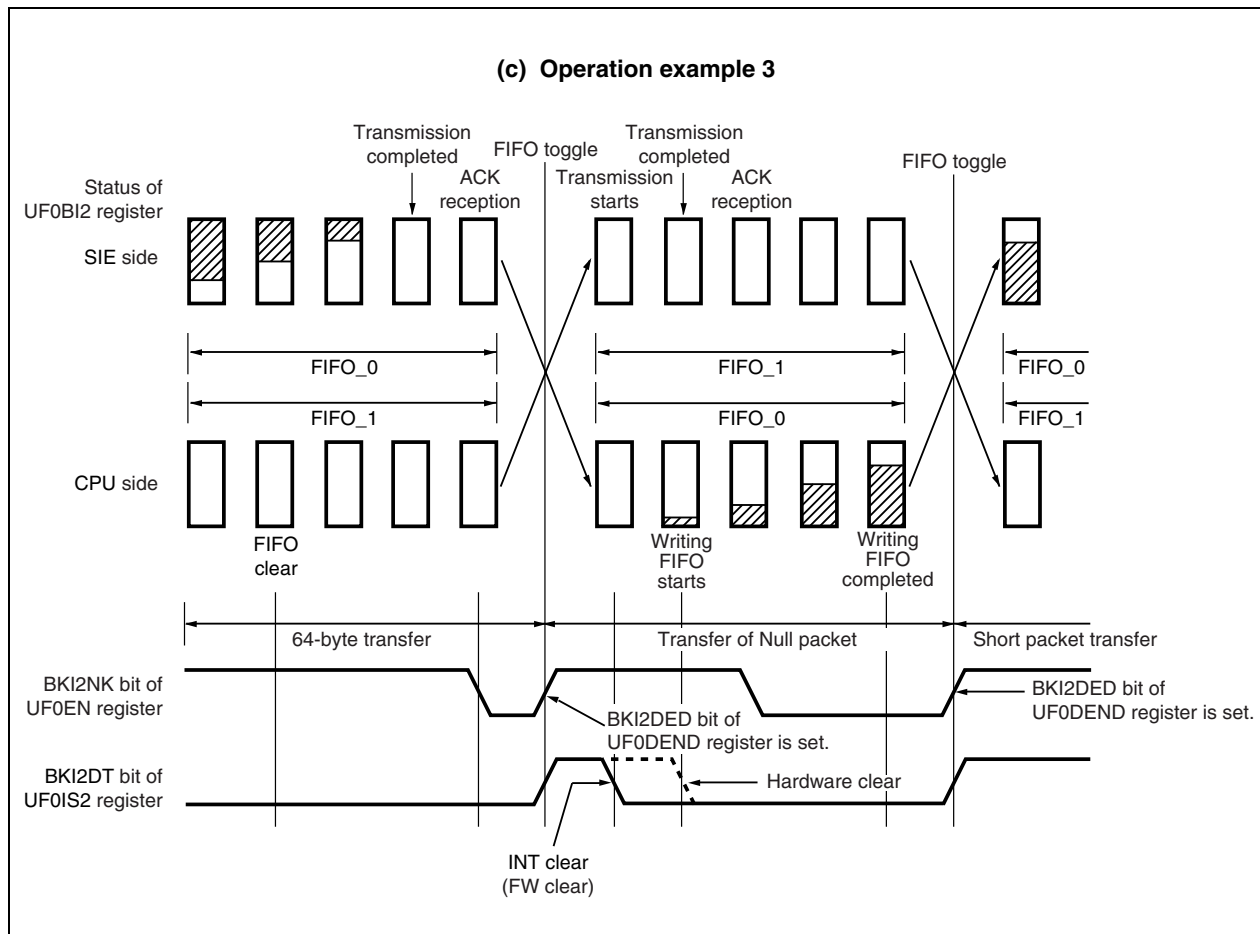 (c) Operation example 3
Transmission
completed
FIFO toggle
Transmission
completed
FIFO toggle
ACK
reception
Transmission
starts
ACK
reception
Status of
UF0BI2 register
SIE side
FIFO_0
FIFO_1
FIFO_0
FIFO_1
FIFO_0
FIFO_1
CPU side
FIFO
clear
Writing
FIFO
starts
Writing
FIFO
completed
64-byte transfer
Transfer of Null packet
Short packet transfer
BKI2NK bit of
UF0EN register
BKI2DED bit of
UF0DEND register is set.
BKI2DED bit of
UF0DEND register is set.
BKI2DT bit of
UF0IS2 register
Hardware clear
INT clear
(FW clear)